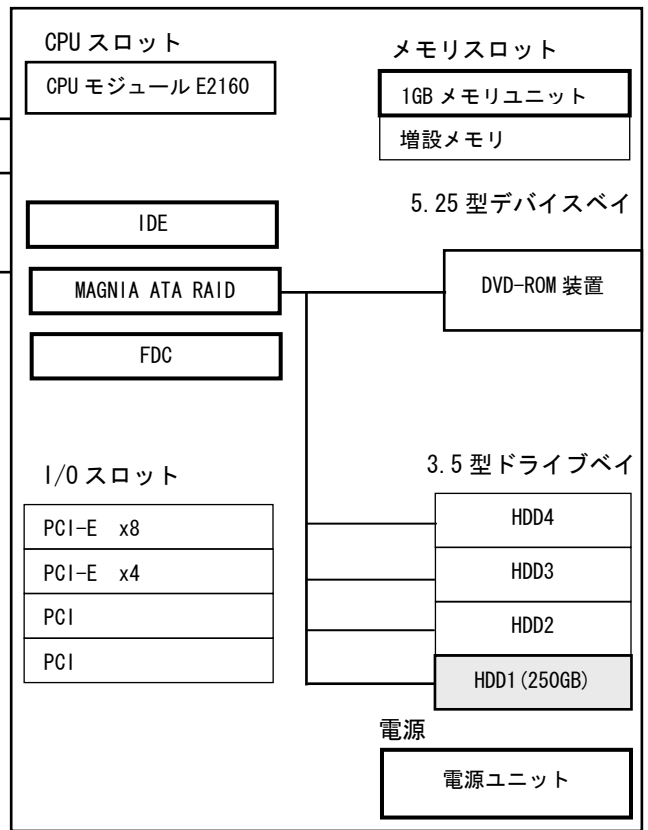 CPU スロット
CPU モジュール E2160
メモリスロット
1GB メモリユニット
増設メモリ
5.25 型デバイスベイ
IDE
MAGNIA ATA RAID
DVD-ROM 装置
FDC
I/O スロット
PCI-E x8
PCI-E x4
PCI
PCI
3.5 型ドライブベイ
HDD4
HDD3
HDD2
HDD1(250GB)
電源
電源ユニット